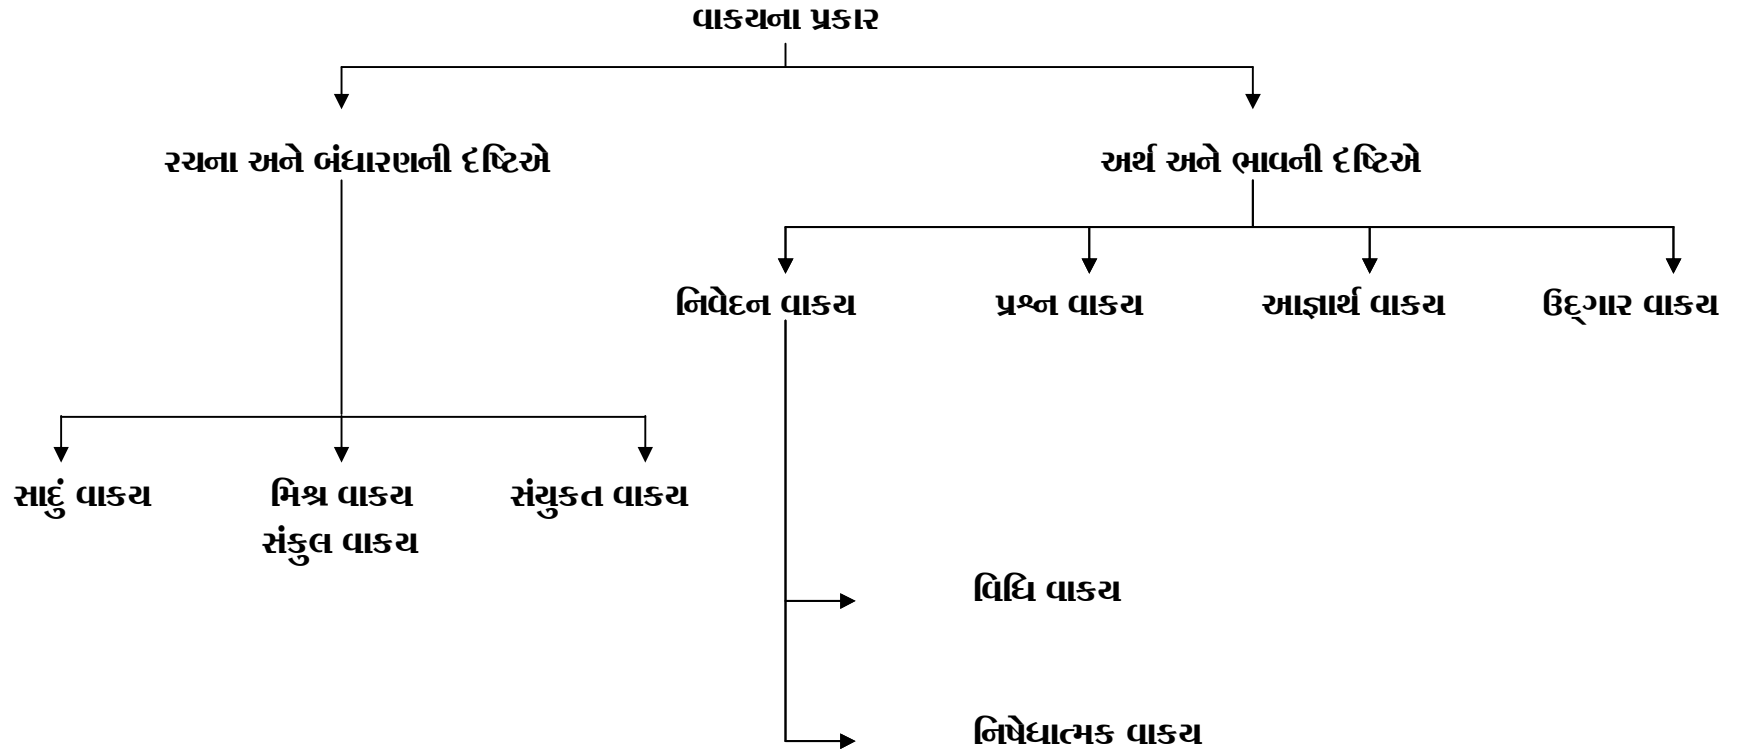 વાકયના પ્રકાર
રચના અને બંધારણની દૃષ્ટિએ
અર્થ અને ભાવની દૃષ્ટિએ
નિવેદન વાકય
પ્રશ્ન વાકય
આજ્ઞાર્થ વાકય
ઉદ્‌ગાર વાકય
સાદું વાકય
મિશ્ર વાકય
સંયુકત વાકય
સંકુલ વાકય
વિધિ વાકય
નિષેધાત્મક વાકય